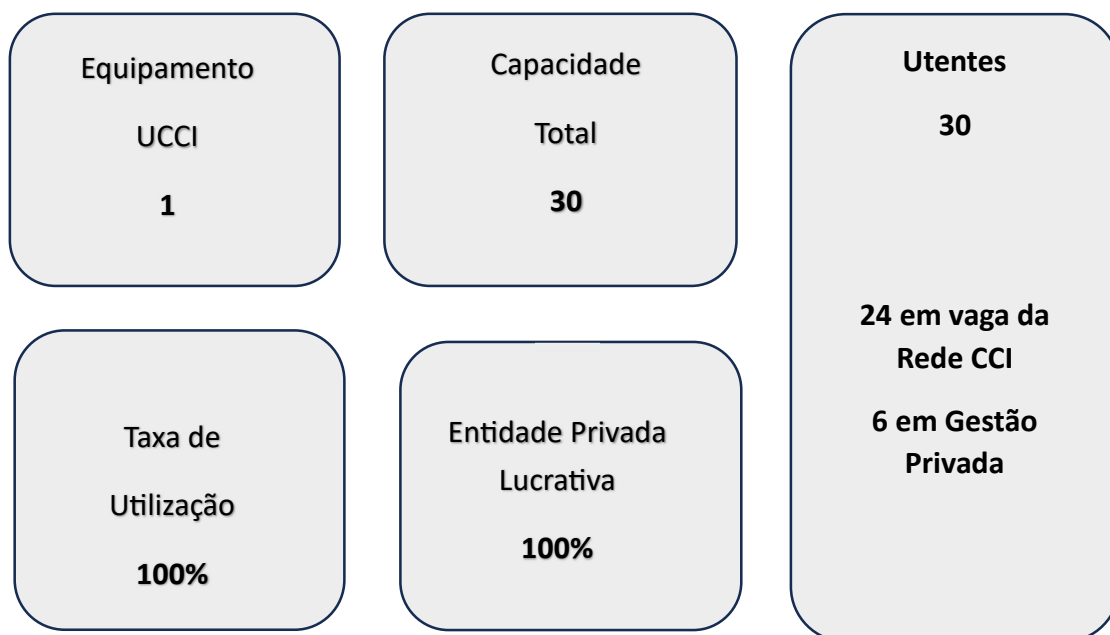 Equipamento
UCCI
1
Capacidade
Total
30
Utentes
30
24 em vaga da
Rede CCI
6 em Gestão
Privada
Taxa de
Utilização
100%
Entidade Privada
Lucrativa
100%